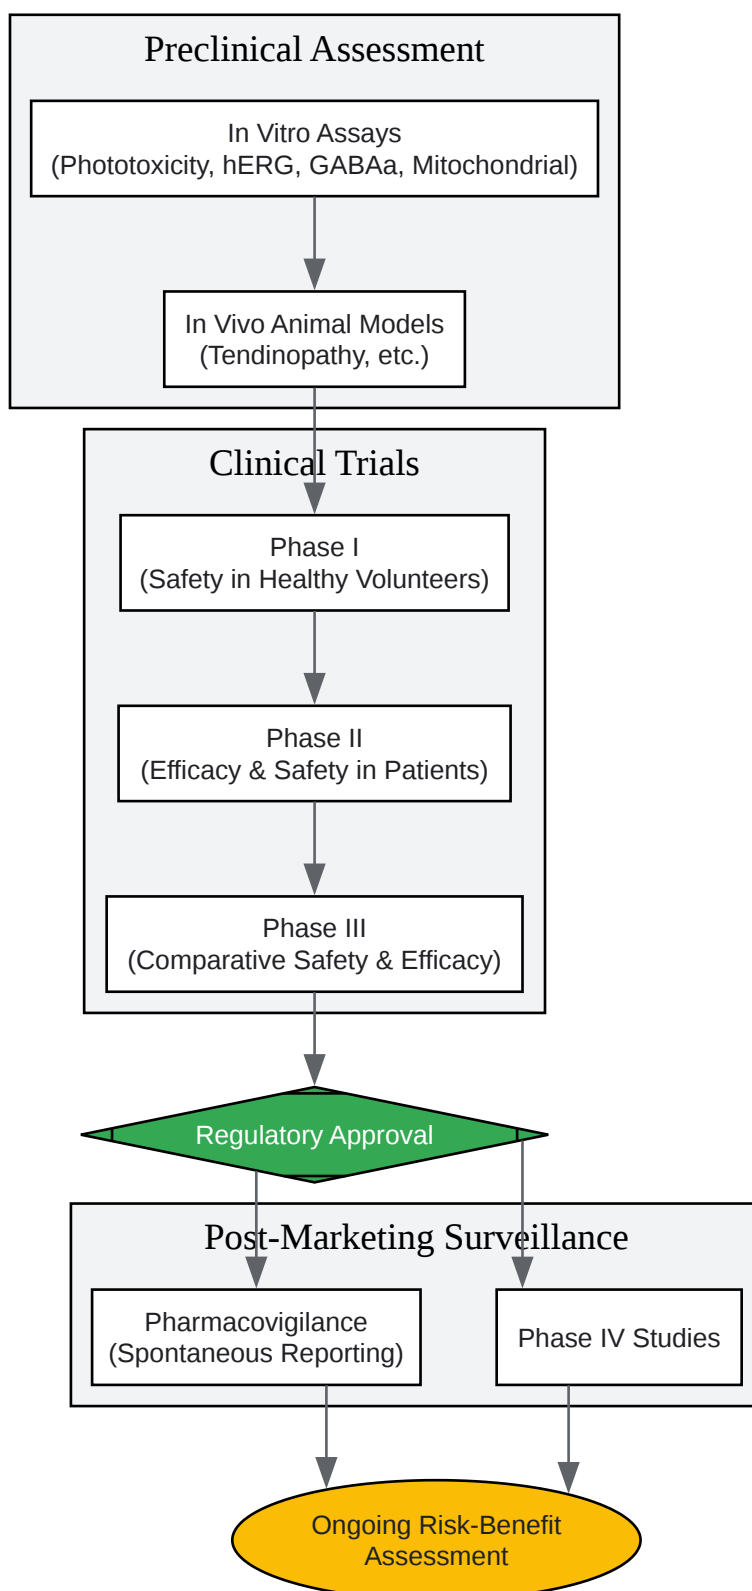 Preclinical Assessment
In Vitro Assays
(Phototoxicity, hERG, GABAa, Mitochondrial)
In Vivo Animal Models
(Tendinopathy, etc.)
Clinical Trials
Phase I
(Safety in Healthy Volunteers)
Phase II
(Efficacy & Safety in Patients)
Phase III
(Comparative Safety & Efficacy)
Regulatory Approval
Post-Marketing Surveillance
Pharmacovigilance
(Spontaneous Reporting)
Phase IV Studies
Ongoing Risk-Benefit
Assessment